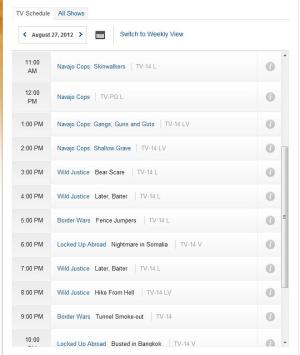 TV Schedule All Shows
August 27, 2012 Switch to Weekly View
11:00 AM Navajo Cops: Skinwalkers TV-14 L
12:00 PM Navajo Cops TV-PG L
1:00 PM Navajo Cops: Gangs, Guns and Guts TV-14 LV
2:00 PM Navajo Cops: Shallow Grave TV-14 LV
3:00 PM Wild Justice Bear Scare TV-14 L
4:00 PM Wild Justice Later, Baiter TV-14 L
5:00 PM Border Wars Fence Jumpers TV-14 L
6:00 PM Locked Up Abroad Nightmare in Somalia TV-14 V
7:00 PM Wild Justice Later, Baiter TV-14 L
8:00 PM Wild Justice Hike From Hell TV-14 LV
9:00 PM Border Wars Tunnel Smoke-out TV-14
10:00 Locked Up Abroad Busted in Bangkok TV-14 V